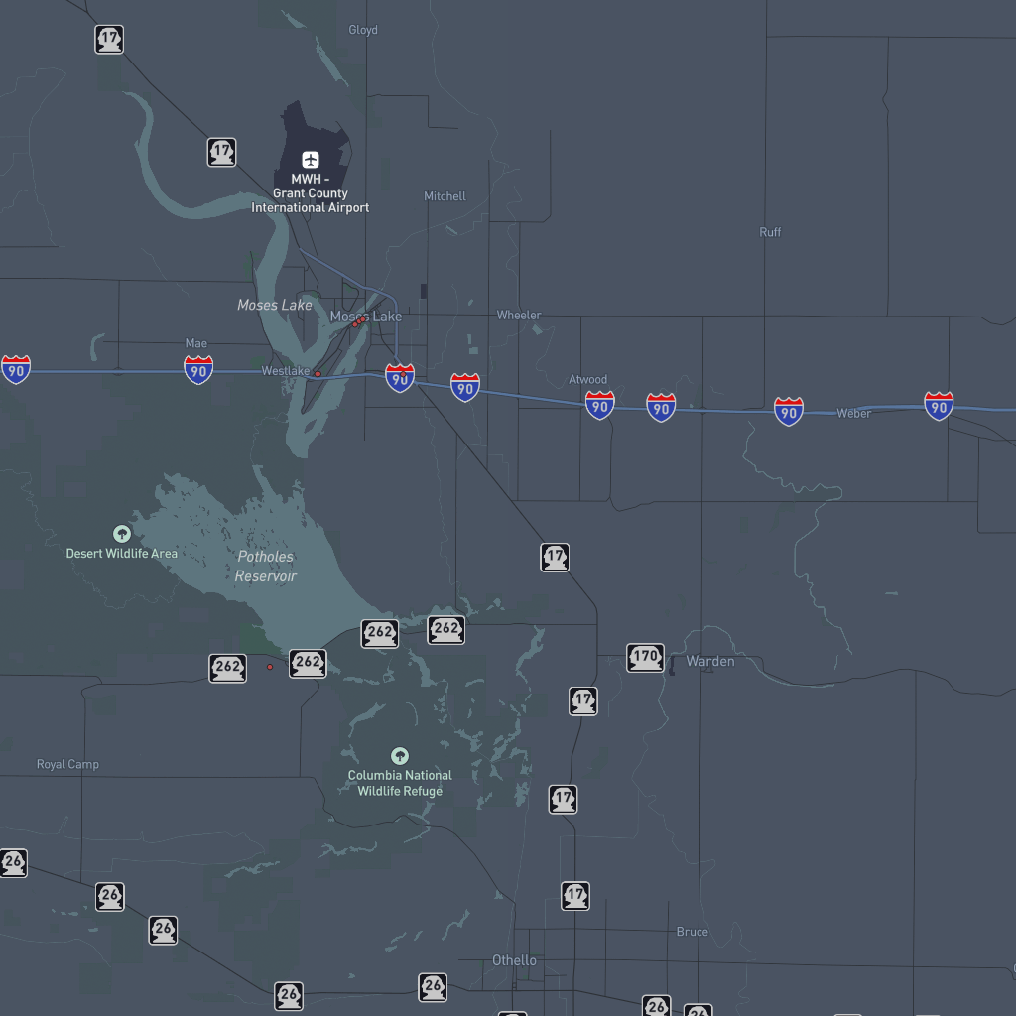 17
Gloyd
17
MWH -
Grant County
International Airport
Mitchell
Ruff
Moses Lake
Moses Lake
Wheeler
Mae
90
90
Westlake
90
90
Atwood
90
90
90
Weber
90
Desert Wildlife Area
Potholes
Reservoir
17
262
262
262
262
170
Warden
17
Royal Camp
Columbia National
Wildlife Refuge
17
26
26
17
26
Bruce
Othello
26
26
26
26